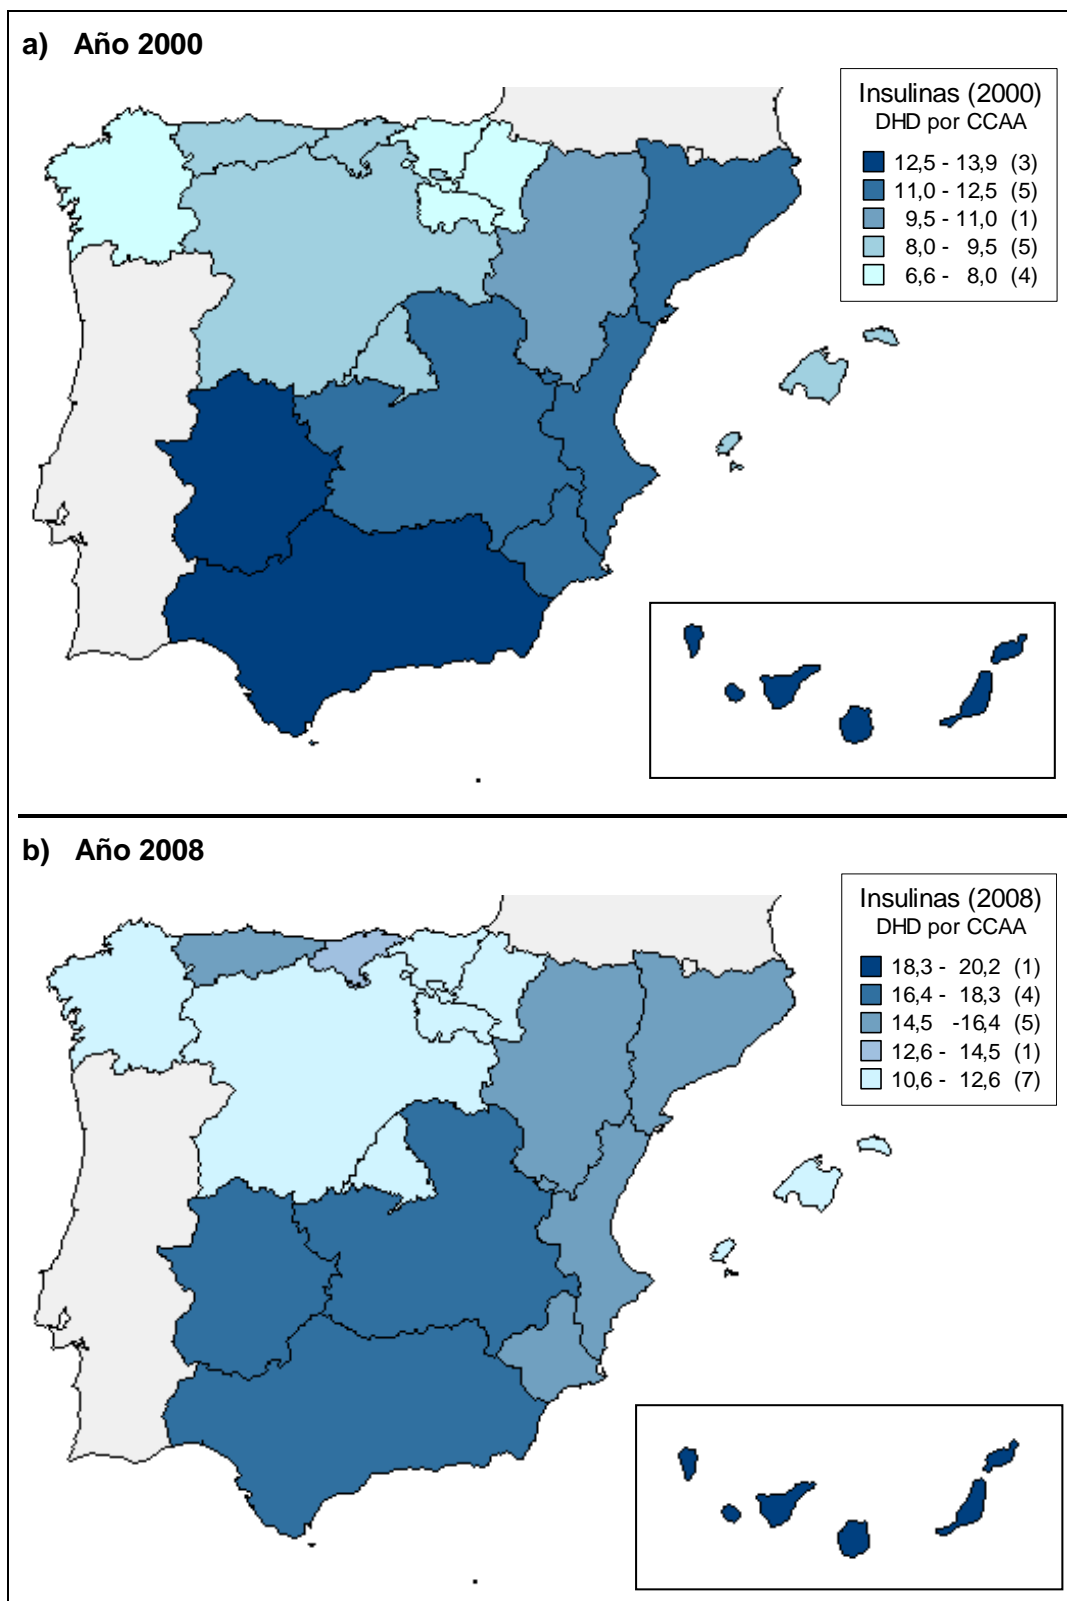 a) Año 2000
Insulinas (2000)
DHD por CCAA
12,5 - 13,9 (3)
11,0 - 12,5 (5)
9,5 - 11,0 (1)
8,0 - 9,5 (5)
6,6 - 8,0 (4)
b) Año 2008
Insulinas (2008)
DHD por CCAA
18,3 - 20,2 (1)
16,4 - 18,3 (4)
14,5 -16,4 (5)
12,6 - 14,5 (1)
10,6 - 12,6 (7)